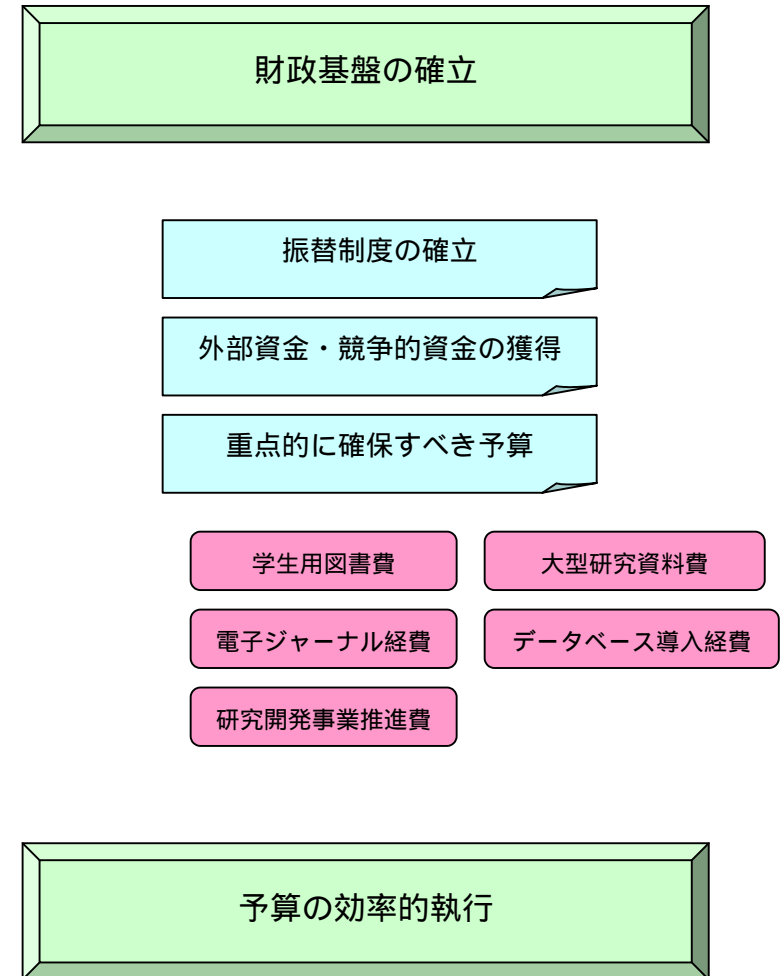 財政基盤の確立
振替制度の確立
外部資金・競争的資金の獲得
重点的に確保すべき予算
学生用図書費
大型研究資料費
電子ジャーナル経費
データベース導入経費
研究開発事業推進費
予算の効率的執行